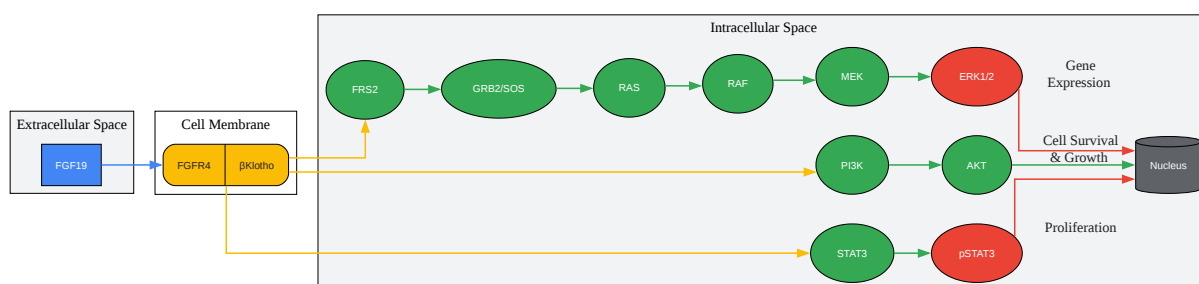 Intracellular Space
FRS2
GRB2/SOS
RAS
RAF
MEK
ERK1/2
Gene
Expression
Extracellular Space
FGF19
Cell Membrane
FGFR4
βKlotho
PI3K
AKT
Cell Survival
& Growth
Nucleus
STAT3
pSTAT3
Proliferation